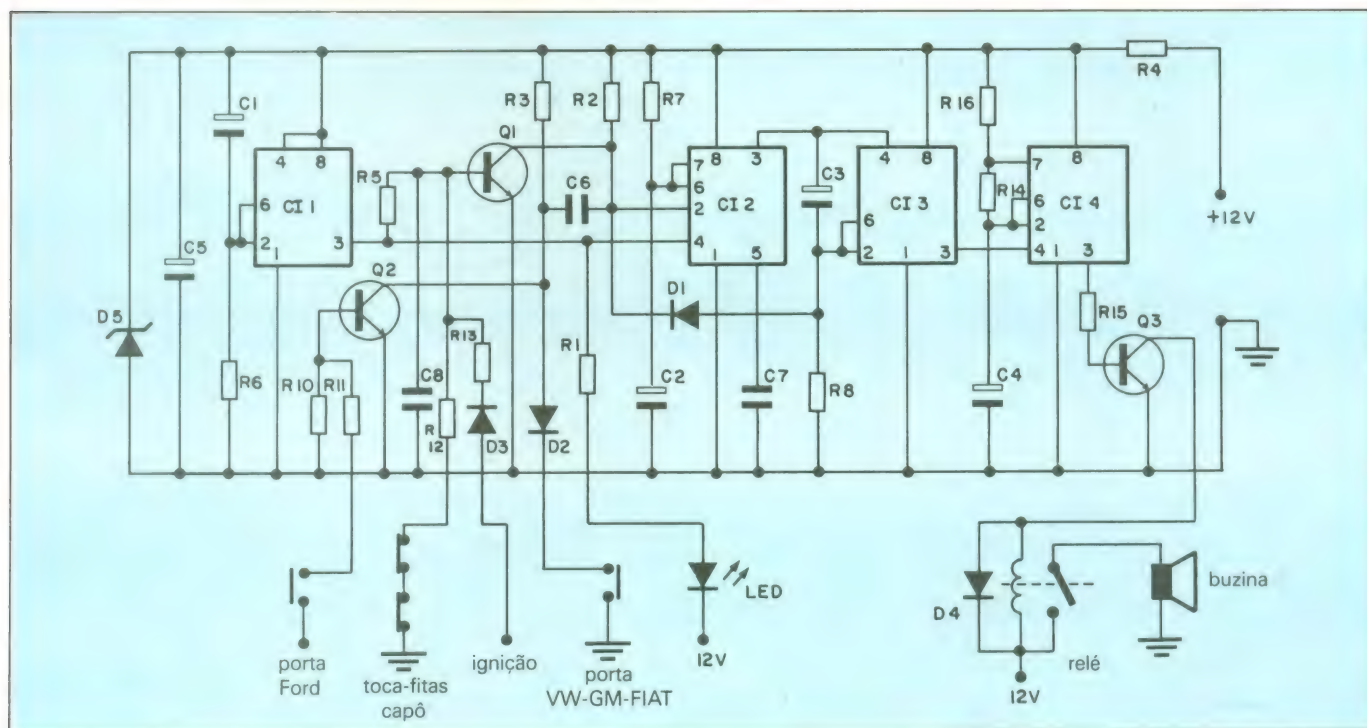 R4
C1
R3
R2
R7
R16
Q1
4
8
R5
C6
8
3
4
8
7
8
6
CI 1
7
6
CI 2
C3
CI 3
R14
6
CI 4
2
2
6
2
+12V
C5
2
1
3
4
1
5
2
1
3
4
1
3
Q2
D1
D5
R15
Q3
R13
R1
R6
R10
R11
C8
C2
C7
R8
C4
R
12
D3
D2
LED
D4
buzina
porta
Ford
toca-fitas
capô
ignição
porta
VW-GM-FIAT
12V
relé
12V